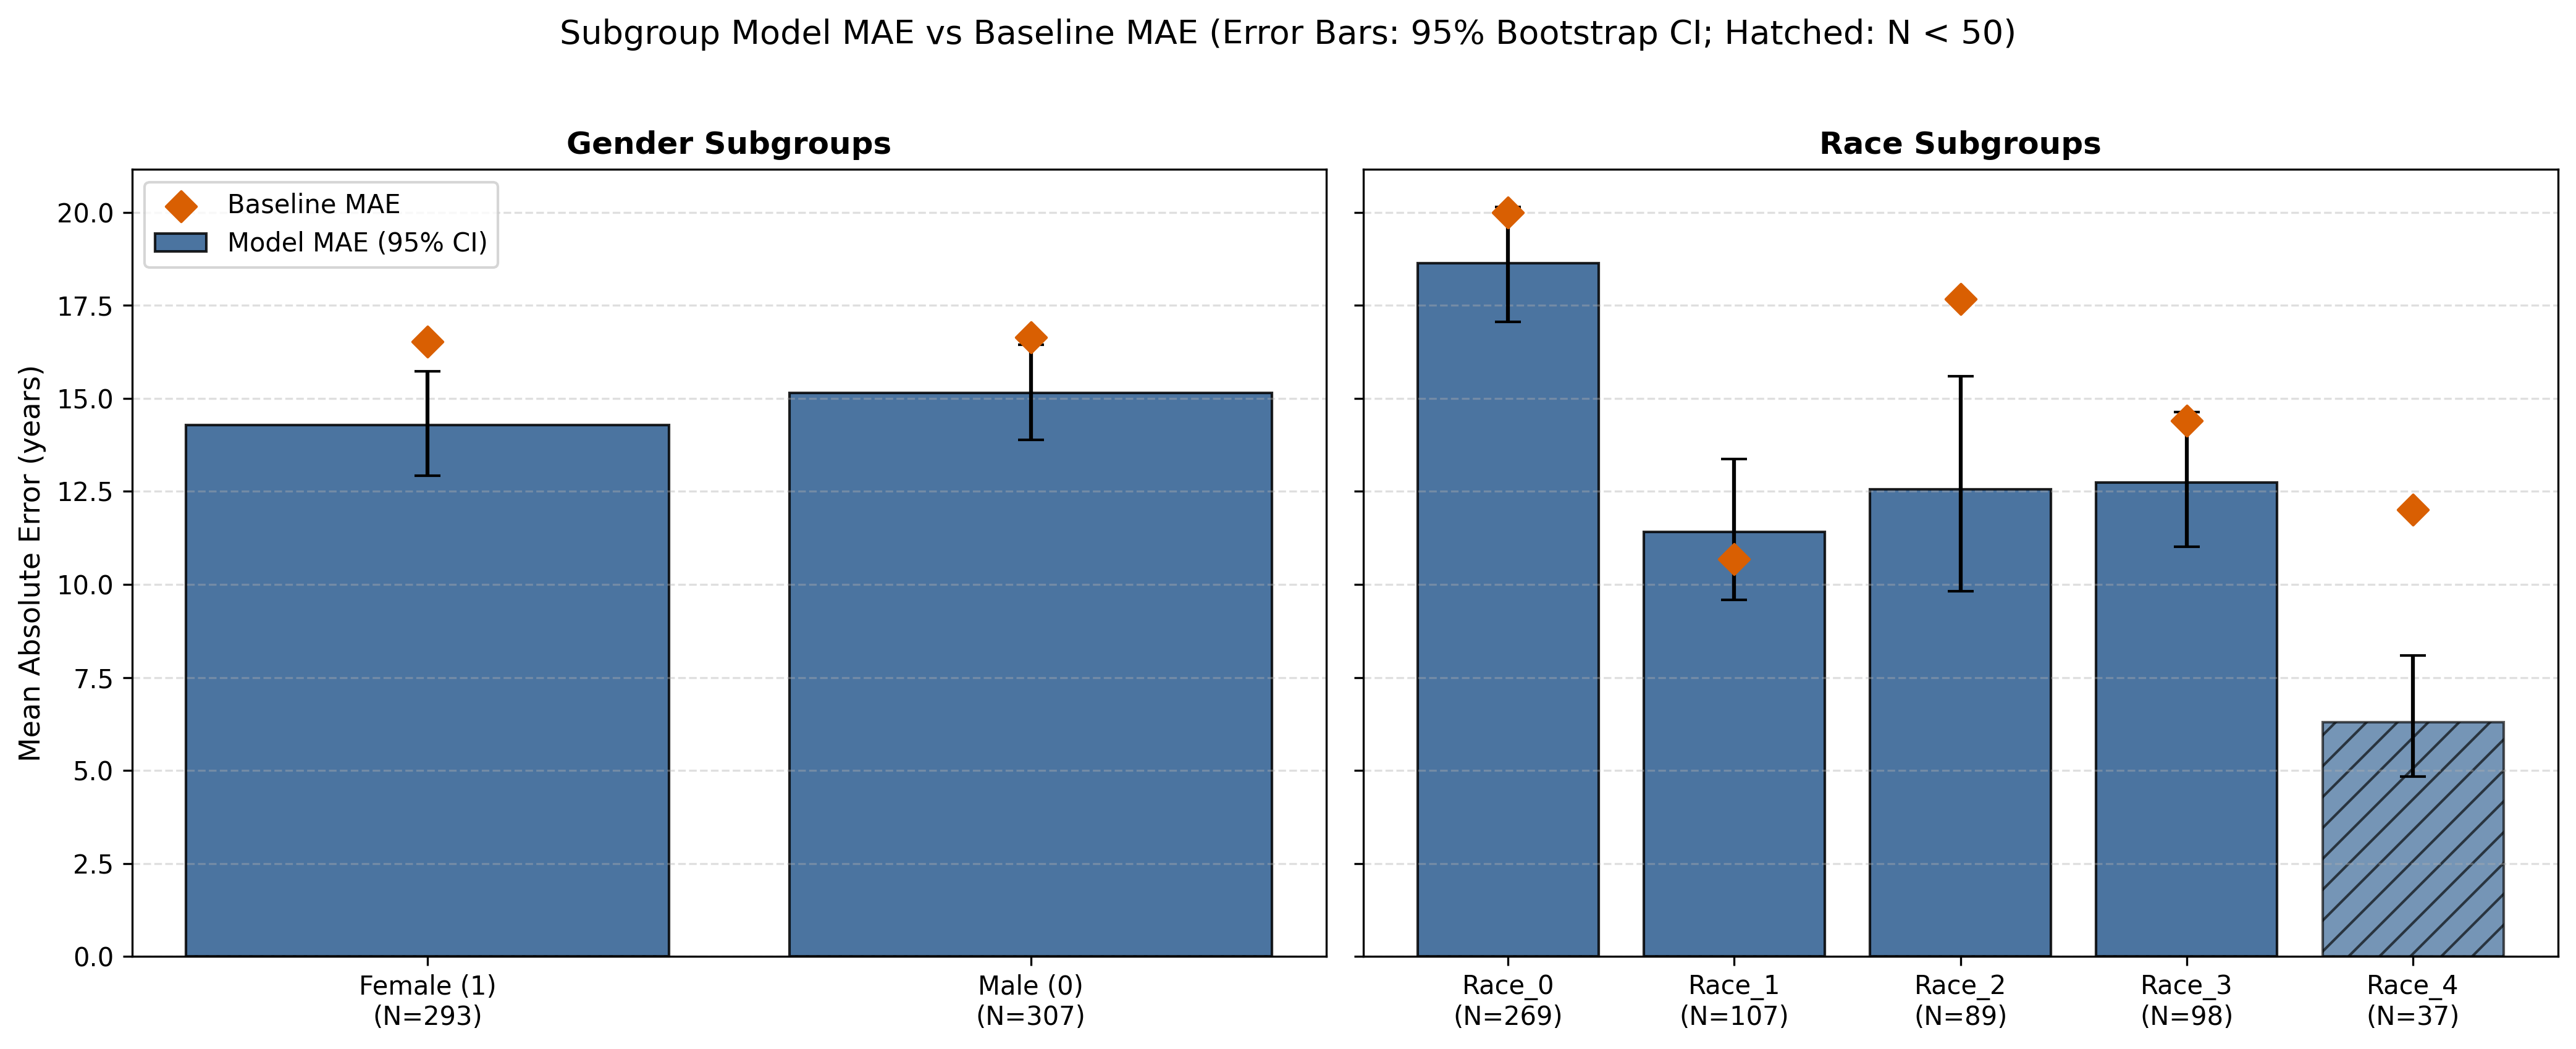 Subgroup Model MAE vs Baseline MAE (Error Bars: 95% Bootstrap CI; Hatched: N < 50)
Gender Subgroups
Baseline MAE
Model MAE (95% CI)
Mean Absolute Error (years)
20.0
17.5
15.0
12.5
10.0
7.5
5.0
2.5
0.0
Female (1)
(N=293)
Male (0)
(N=307)
Race Subgroups
Race_0
(N=269)
Race_1
(N=107)
Race_2
(N=89)
Race_3
(N=98)
Race_4
(N=37)